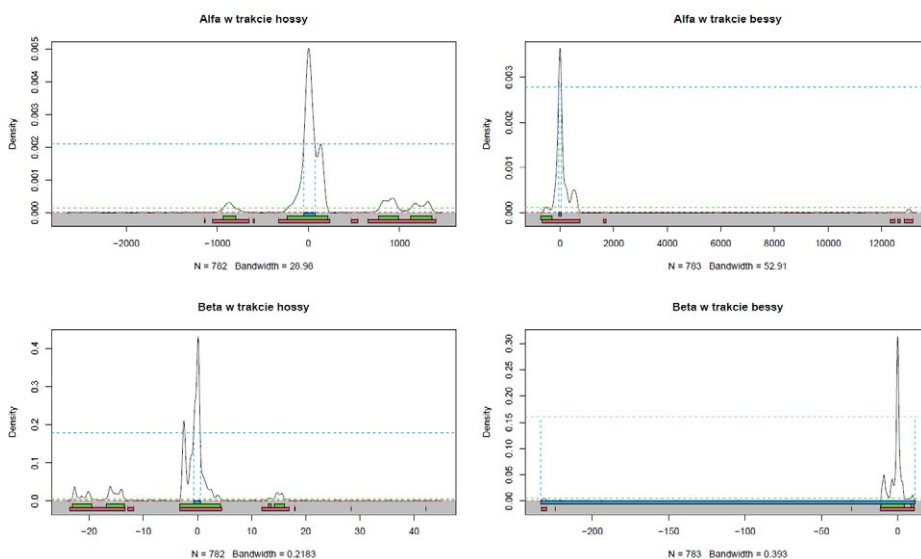 Alfa w trakcie hossy
Density
0.000 0.001 0.002 0.003 0.004 0.005
−2000 −1000 0 1000
N = 782 Bandwidth = 28.98
Alfa w trakcie bessy
Density
0.000 0.001 0.002 0.003
0 2000 4000 6000 8000 10000 12000
N = 783 Bandwidth = 52.91
Beta w trakcie hossy
Density
0.0 0.1 0.2 0.3 0.4
−20 −10 0 10 20 30 40
N = 782 Bandwidth = 0.2183
Beta w trakcie bessy
Density
0.00 0.05 0.10 0.15 0.20 0.25 0.30
−200 −150 −100 −50 0
N = 783 Bandwidth = 0.393